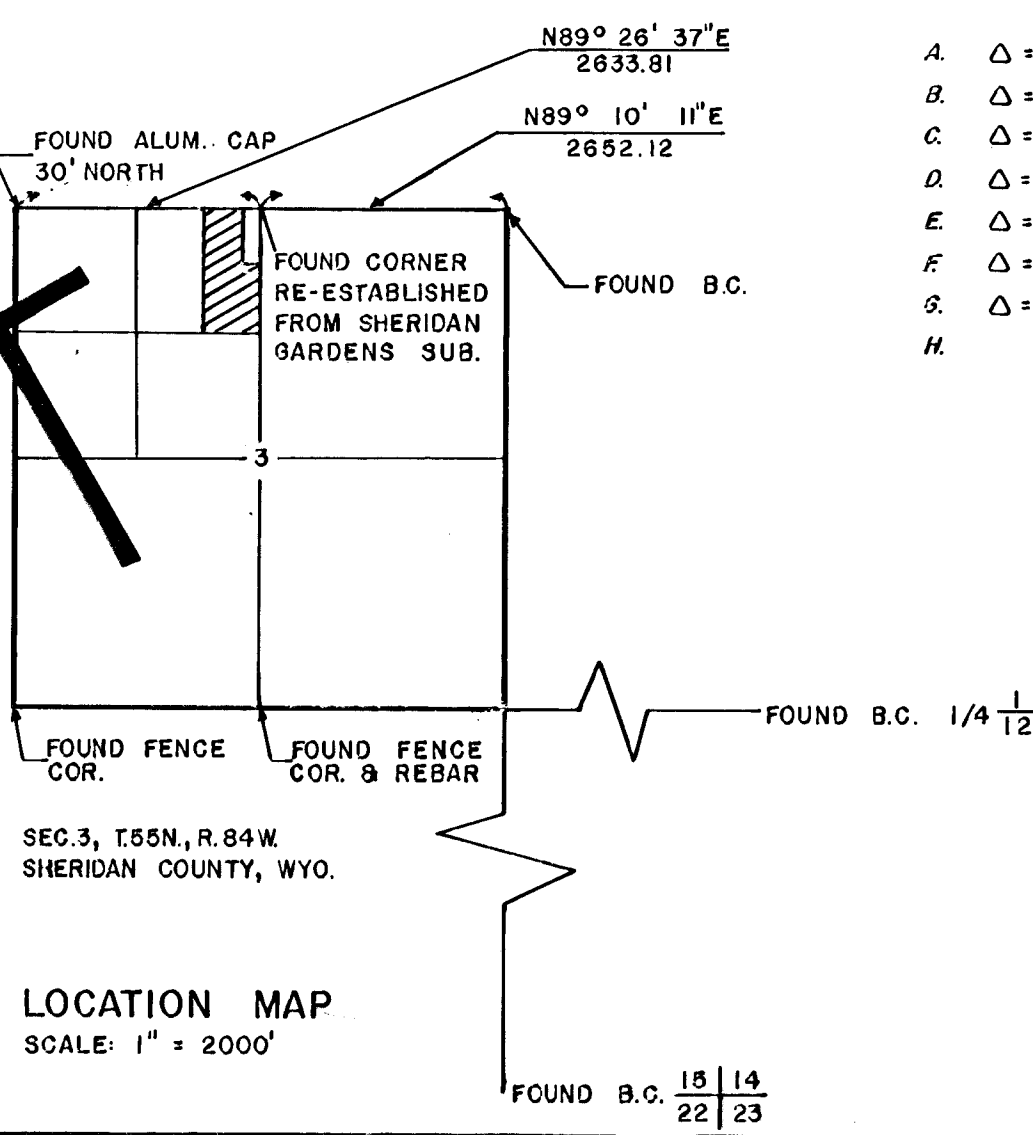 N89° 26' 37"E
2633.81
N89° 10' 11"E
2652.12
FOUND ALUM. CAP
30' NORTH
FOUND CORNER
RE-ESTABLISHED
FROM SHERIDAN
GARDENS SUB.
FOUND B.C.
A. △ =
B. △ =
C. △ =
D. △ =
E. △ =
F. △ =
G. △ =
H.
3
FOUND B.C. 1/4 1/12
FOUND FENCE
COR.
FOUND FENCE
COR. & REBAR
SEC.3, T.55N., R.84W.
SHERIDAN COUNTY, WYO.
LOCATION MAP
SCALE: 1" = 2000'
FOUND B.C. 15 | 14
22 | 23